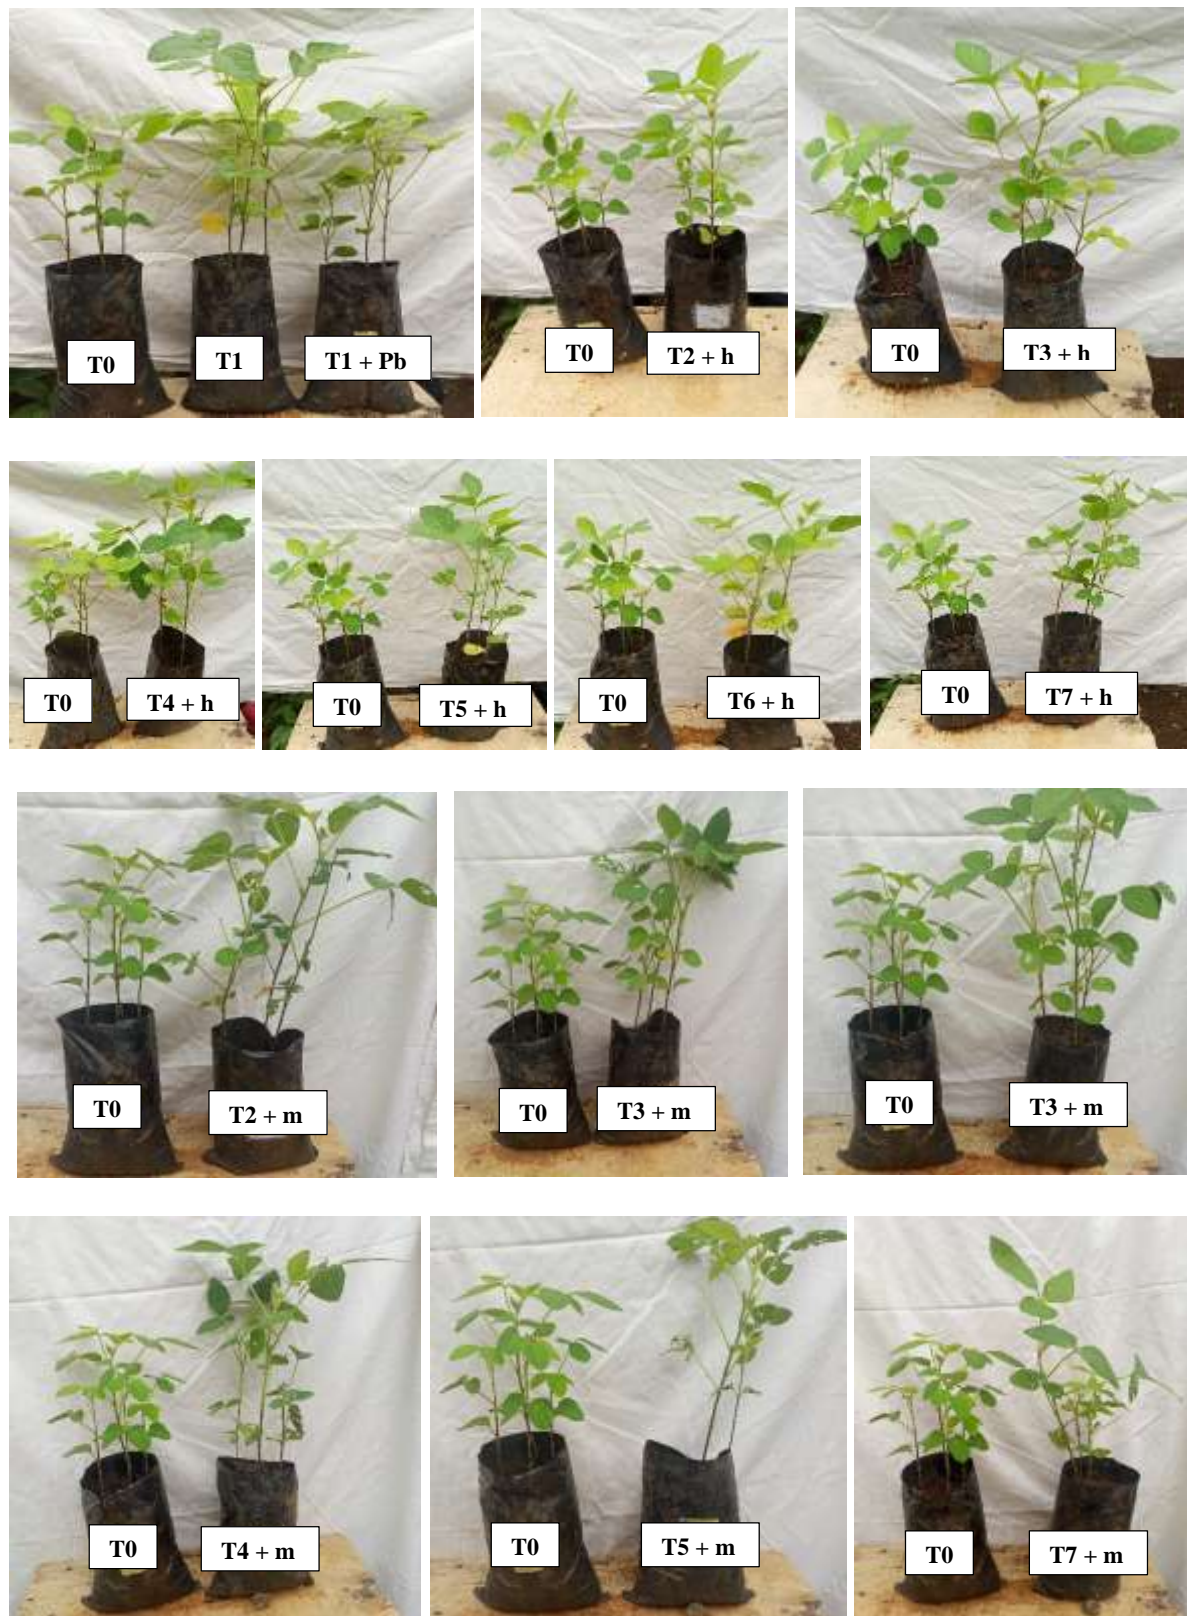 T0
T1
T1 + Pb
T0
T2 + h
T0
T3 + h
T0
T4 + h
T0
T5 + h
T0
T6 + h
T0
T7 + h
T0
T2 + m
T0
T3 + m
T0
T3 + m
T0
T4 + m
T0
T5 + m
T0
T7 + m